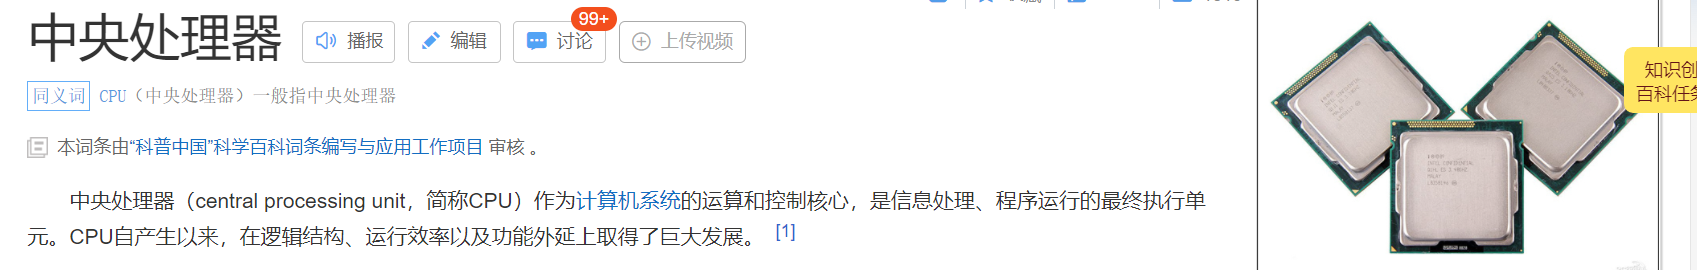 中央处理器
播报
编辑
讨论
99+
上传视频
同义词 CPU（中央处理器）一般指中央处理器
本词条由“科普中国”科学百科词条编写与应用工作项目 审核 。
中央处理器（central processing unit，简称CPU）作为计算机系统的运算和控制核心，是信息处理、程序运行的最终执行单
元。CPU自产生以来，在逻辑结构、运行效率以及功能外延上取得了巨大发展。 [1]
知识创
百科任务